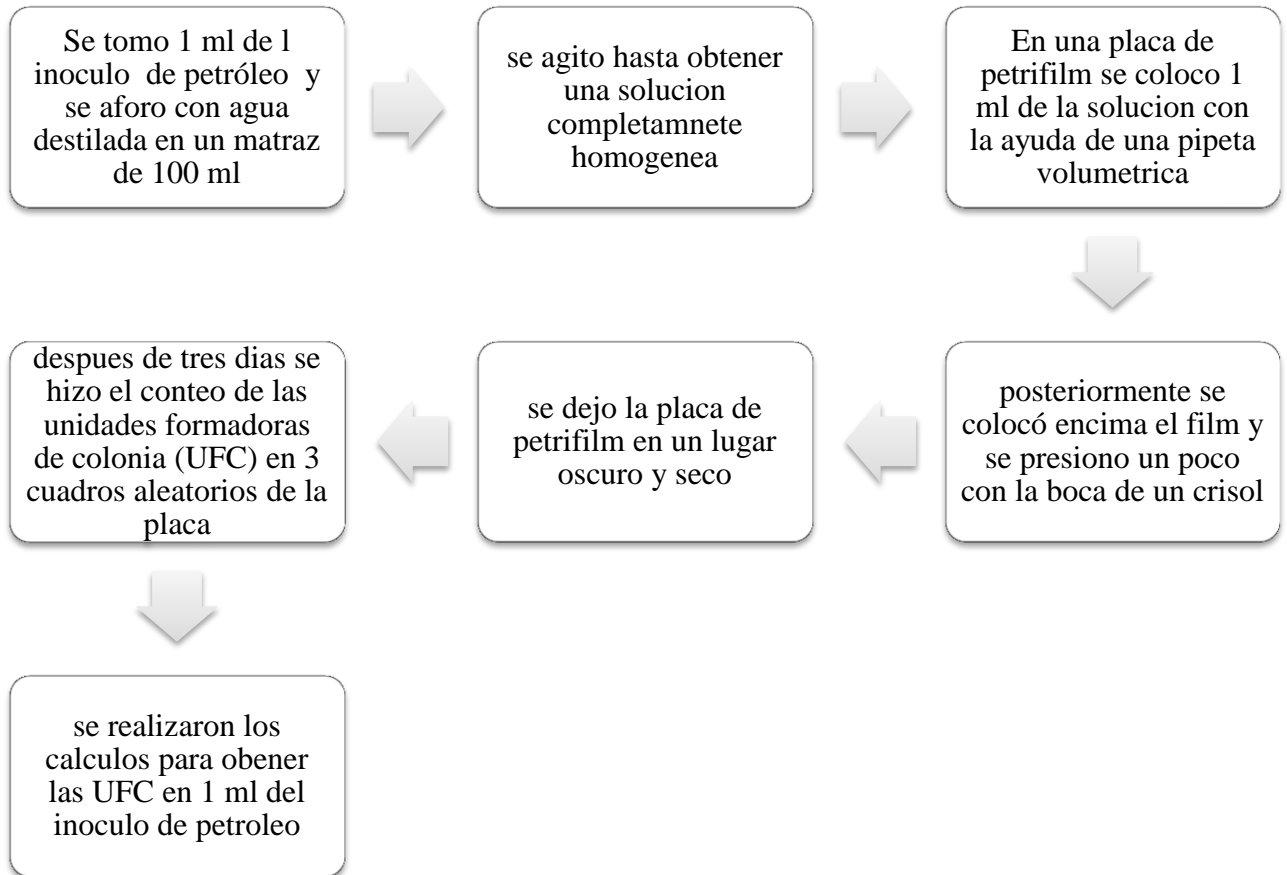 Se tomo 1 ml de l
inoculo de petróleo y
se aforo con agua
destilada en un matraz
de 100 ml
se agito hasta obtener
una solucion
completamnete
homogenea
En una placa de
petrifilm se coloco 1
ml de la solucion con
la ayuda de una pipeta
volumetrica
posteriormente se
colocó encima el film y
se presiono un poco
con la boca de un crisol
se dejo la placa de
petrifilm en un lugar
oscuro y seco
despues de tres dias se
hizo el conteo de las
unidades formadoras
de colonia (UFC) en 3
cuadros aleatorios de la
placa
se realizaron los
calculos para obener
las UFC en 1 ml del
inoculo de petroleo